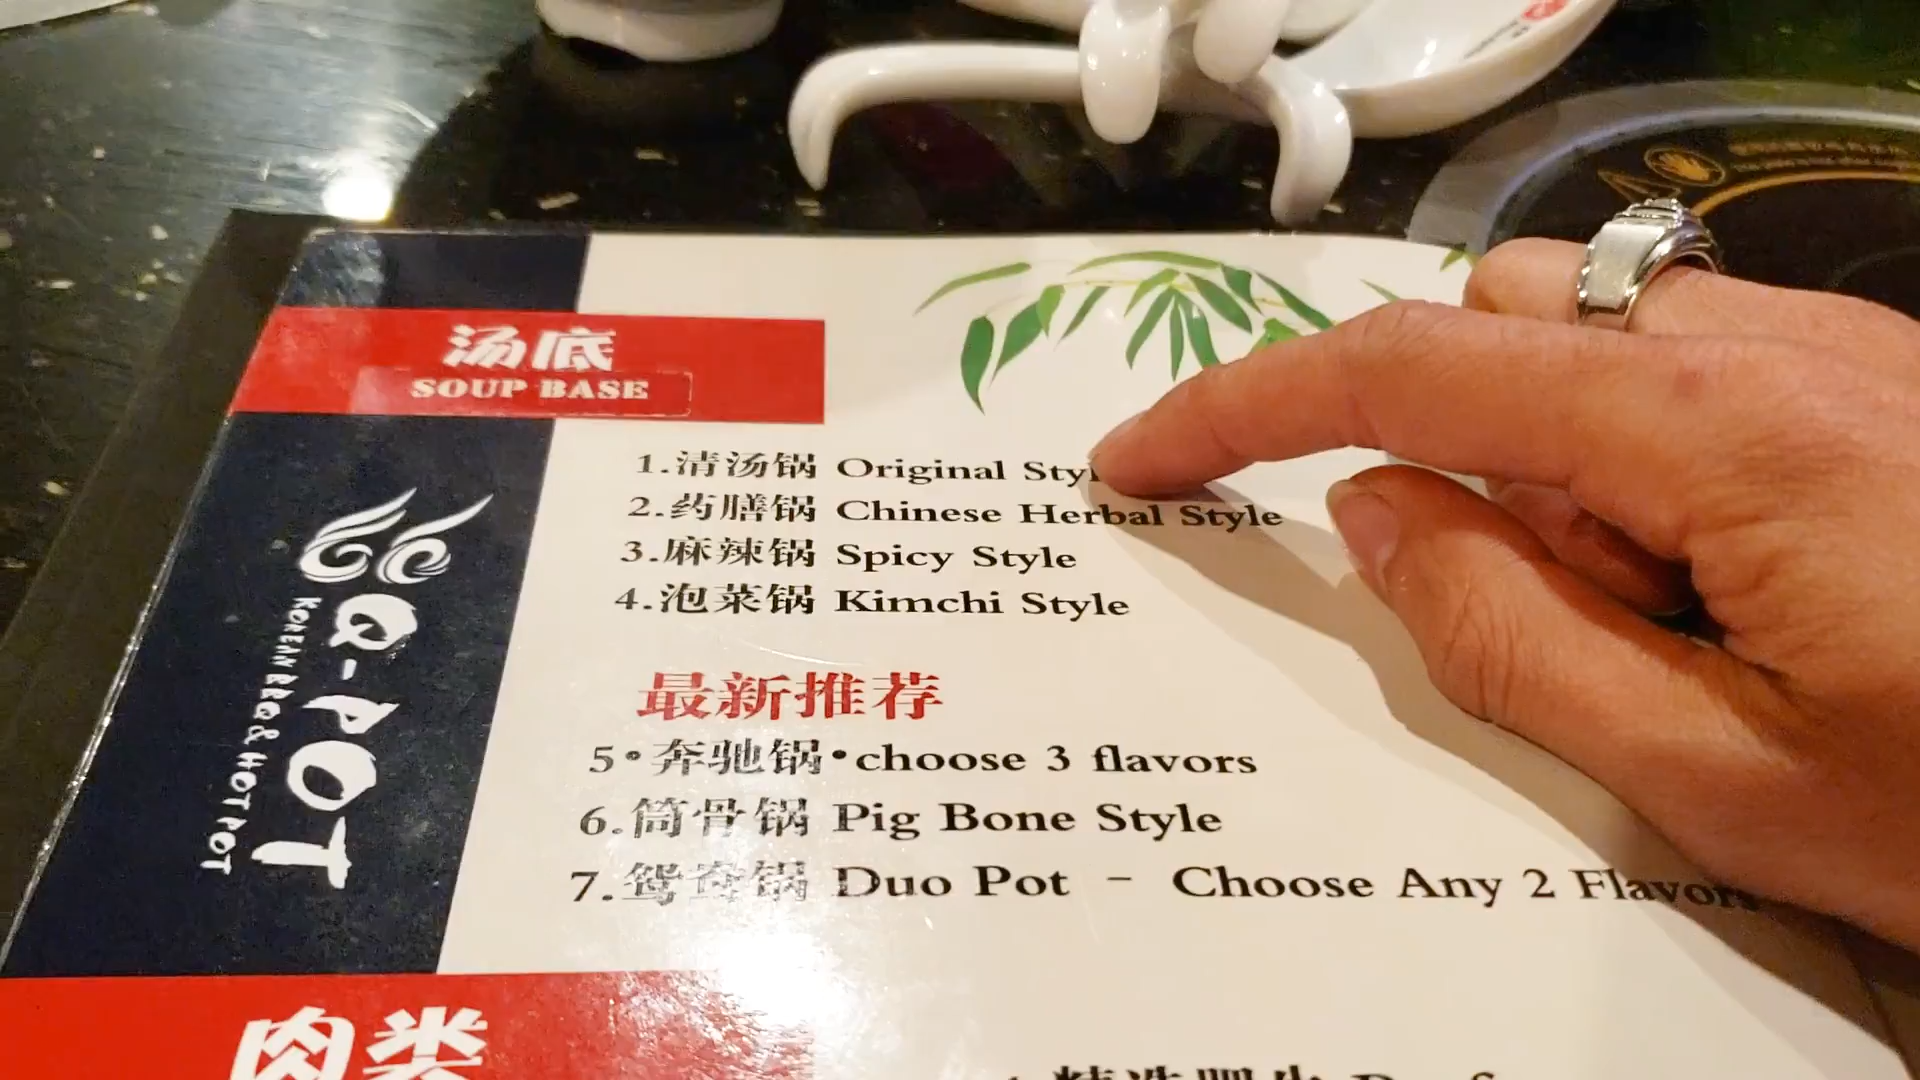 汤底
SOUP BASE
1.清汤锅 Original Styl
2.药膳锅 Chinese Herbal Style
3.麻辣锅 Spicy Style
4.泡菜锅 Kimchi Style
最新推荐
5•奔驰锅•choose 3 flavors
6.筒骨锅 Pig Bone Style
7.鸳鸯锅 Duo Pot - Choose Any 2 Flavors
Q-POT
KOREAN BBQ & HOT POT
肉类